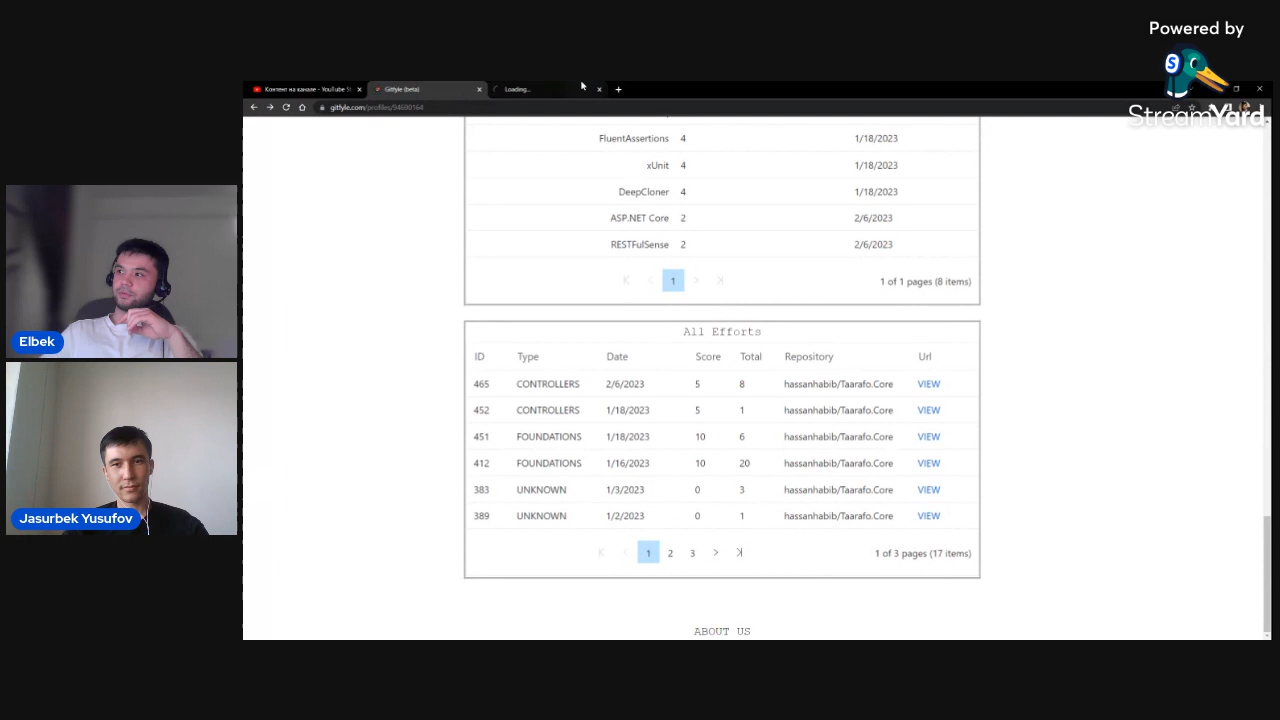 Powered by
StreamYard
Контент на канале - YouTube St
Gitfyle (beta)
Loading...
gitfyle.com/profiles/94680164
FluentAssertions 4 1/18/2023
xUnit 4 1/18/2023
DeepCloner 4 1/18/2023
ASP.NET Core 2 2/6/2023
RESTFulSense 2 2/6/2023
1
1 of 1 pages (8 items)
All Efforts
ID Type Date Score Total Repository Url
465 CONTROLLERS 2/6/2023 5 8 hassanhabib/Taarafo.Core VIEW
452 CONTROLLERS 1/18/2023 5 1 hassanhabib/Taarafo.Core VIEW
451 FOUNDATIONS 1/18/2023 10 6 hassanhabib/Taarafo.Core VIEW
412 FOUNDATIONS 1/16/2023 10 20 hassanhabib/Taarafo.Core VIEW
383 UNKNOWN 1/3/2023 0 3 hassanhabib/Taarafo.Core VIEW
389 UNKNOWN 1/2/2023 0 1 hassanhabib/Taarafo.Core VIEW
1 2 3
1 of 3 pages (17 items)
ABOUT US
Elbek
Jasurbek Yusufov